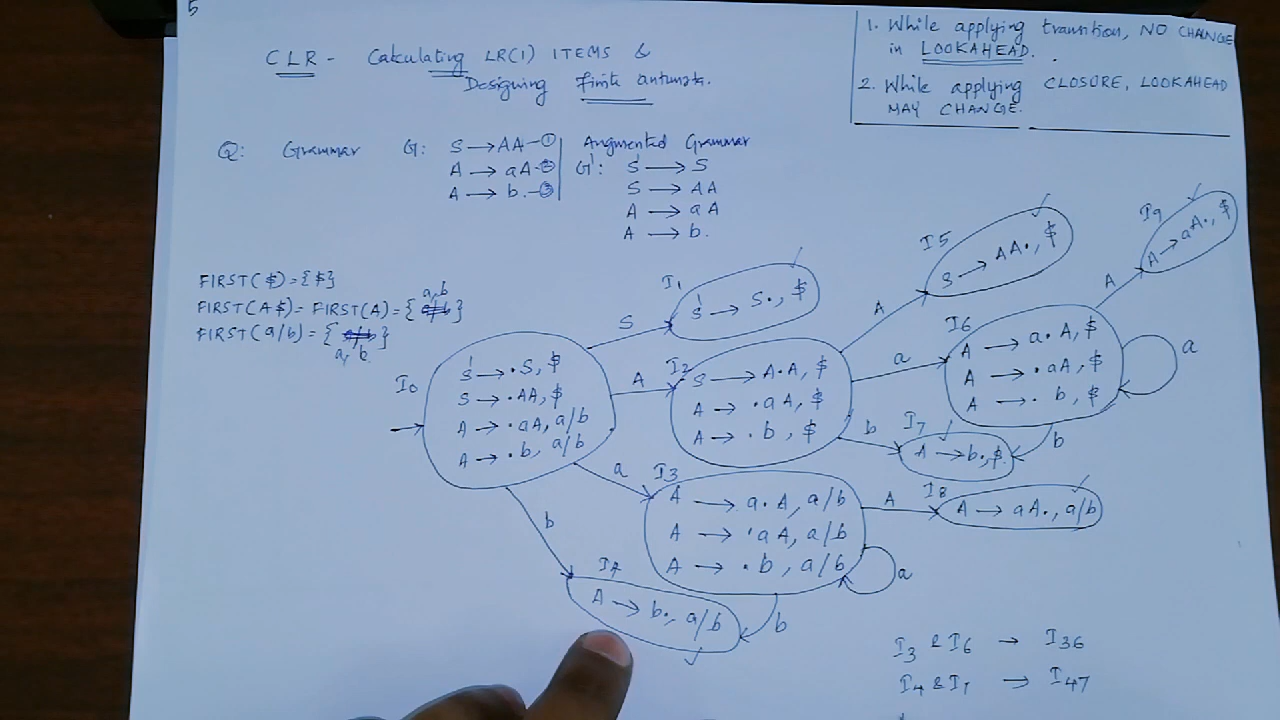 5
1. While applying transition, NO CHANGE
in LOOKAHEAD.
2. While applying CLOSURE, LOOKAHEAD
MAY CHANGE.
CLR - Calculating LR(1) ITEMS &
Designing finite automata.
Q: Grammar G: S → AA - ①
A → aA - ②
A → b. - ③
Augmented Grammar
G': S' → S
S → AA
A → aA
A → b.
FIRST($) = {$}
FIRST(A$) = FIRST(A) = {a, b}
FIRST(a/b) = {a, b}
I0
S' → .S, $
S → .AA, $
A → .aA, a/b
A → .b, a/b
S
I1
S' → S., $
A
I2
S → A.A, $
A → .aA, $
A → .b, $
A
I5
S → AA., $
a
I6
A → a.A, $
A → .aA, $
A → .b, $
a
A
I9
A → aA., $
b
I7
A → b., $
b
a
I3
A → a.A, a/b
A → .aA, a/b
A → .b, a/b
a
A
I8
A → aA., a/b
b
b
A → b., a/b
I3 & I6 → I36
→ I47